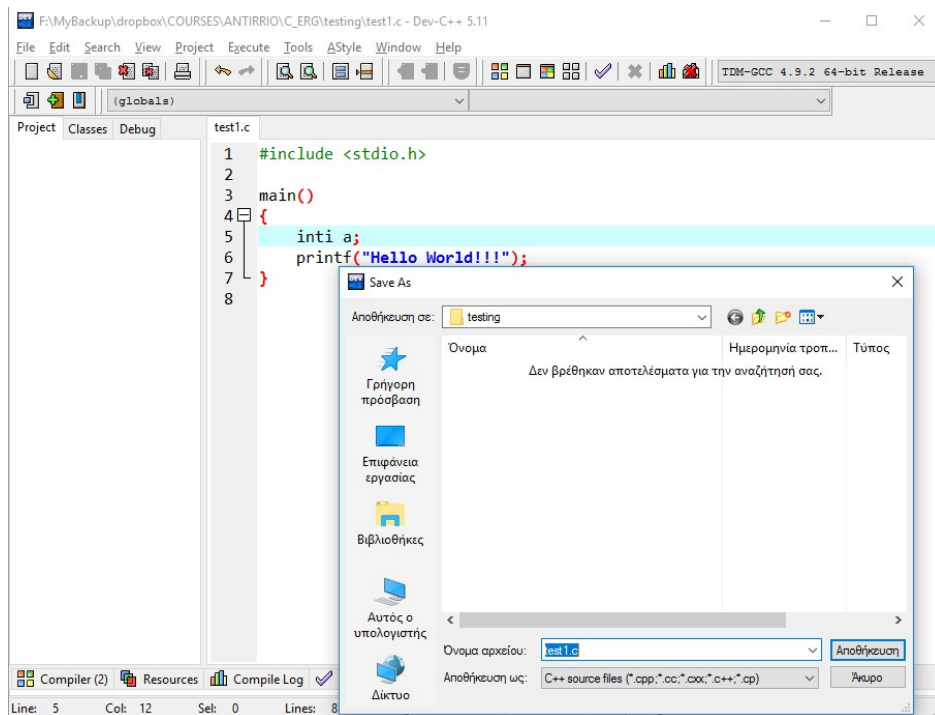 F:\MyBackup\dropbox\COURSES\ANTIRRIO\C_ERG\testing\test1.c - Dev-C++ 5.11
File Edit Search View Project Execute Tools AStyle Window Help
TDM-GCC 4.9.2 64-bit Release
(globals)
Project Classes Debug
test1.c
1 #include <stdio.h>
2
3 main()
4 {
5 inti a;
6 printf("Hello World!!!");
7 }
8
Save As
Αποθήκευση σε: testing
Όνομα Ημερομηνία τροπ... Τύπος
Δεν βρέθηκαν αποτελέσματα για την αναζήτησή σας.
Γρήγορη
πρόσβαση
Επιφάνεια
εργασίας
Βιβλιοθήκες
Αυτός ο
υπολογιστής
Δίκτυο
Όνομα αρχείου: test1.c Αποθήκευση
Αποθήκευση ως: C++ source files (*.cpp;*.cc;*.cxx;*.c++;*.cp) Άκυρο
Compiler (2) Resources Compile Log
Line: 5 Col: 12 Sel: 0 Lines: 8